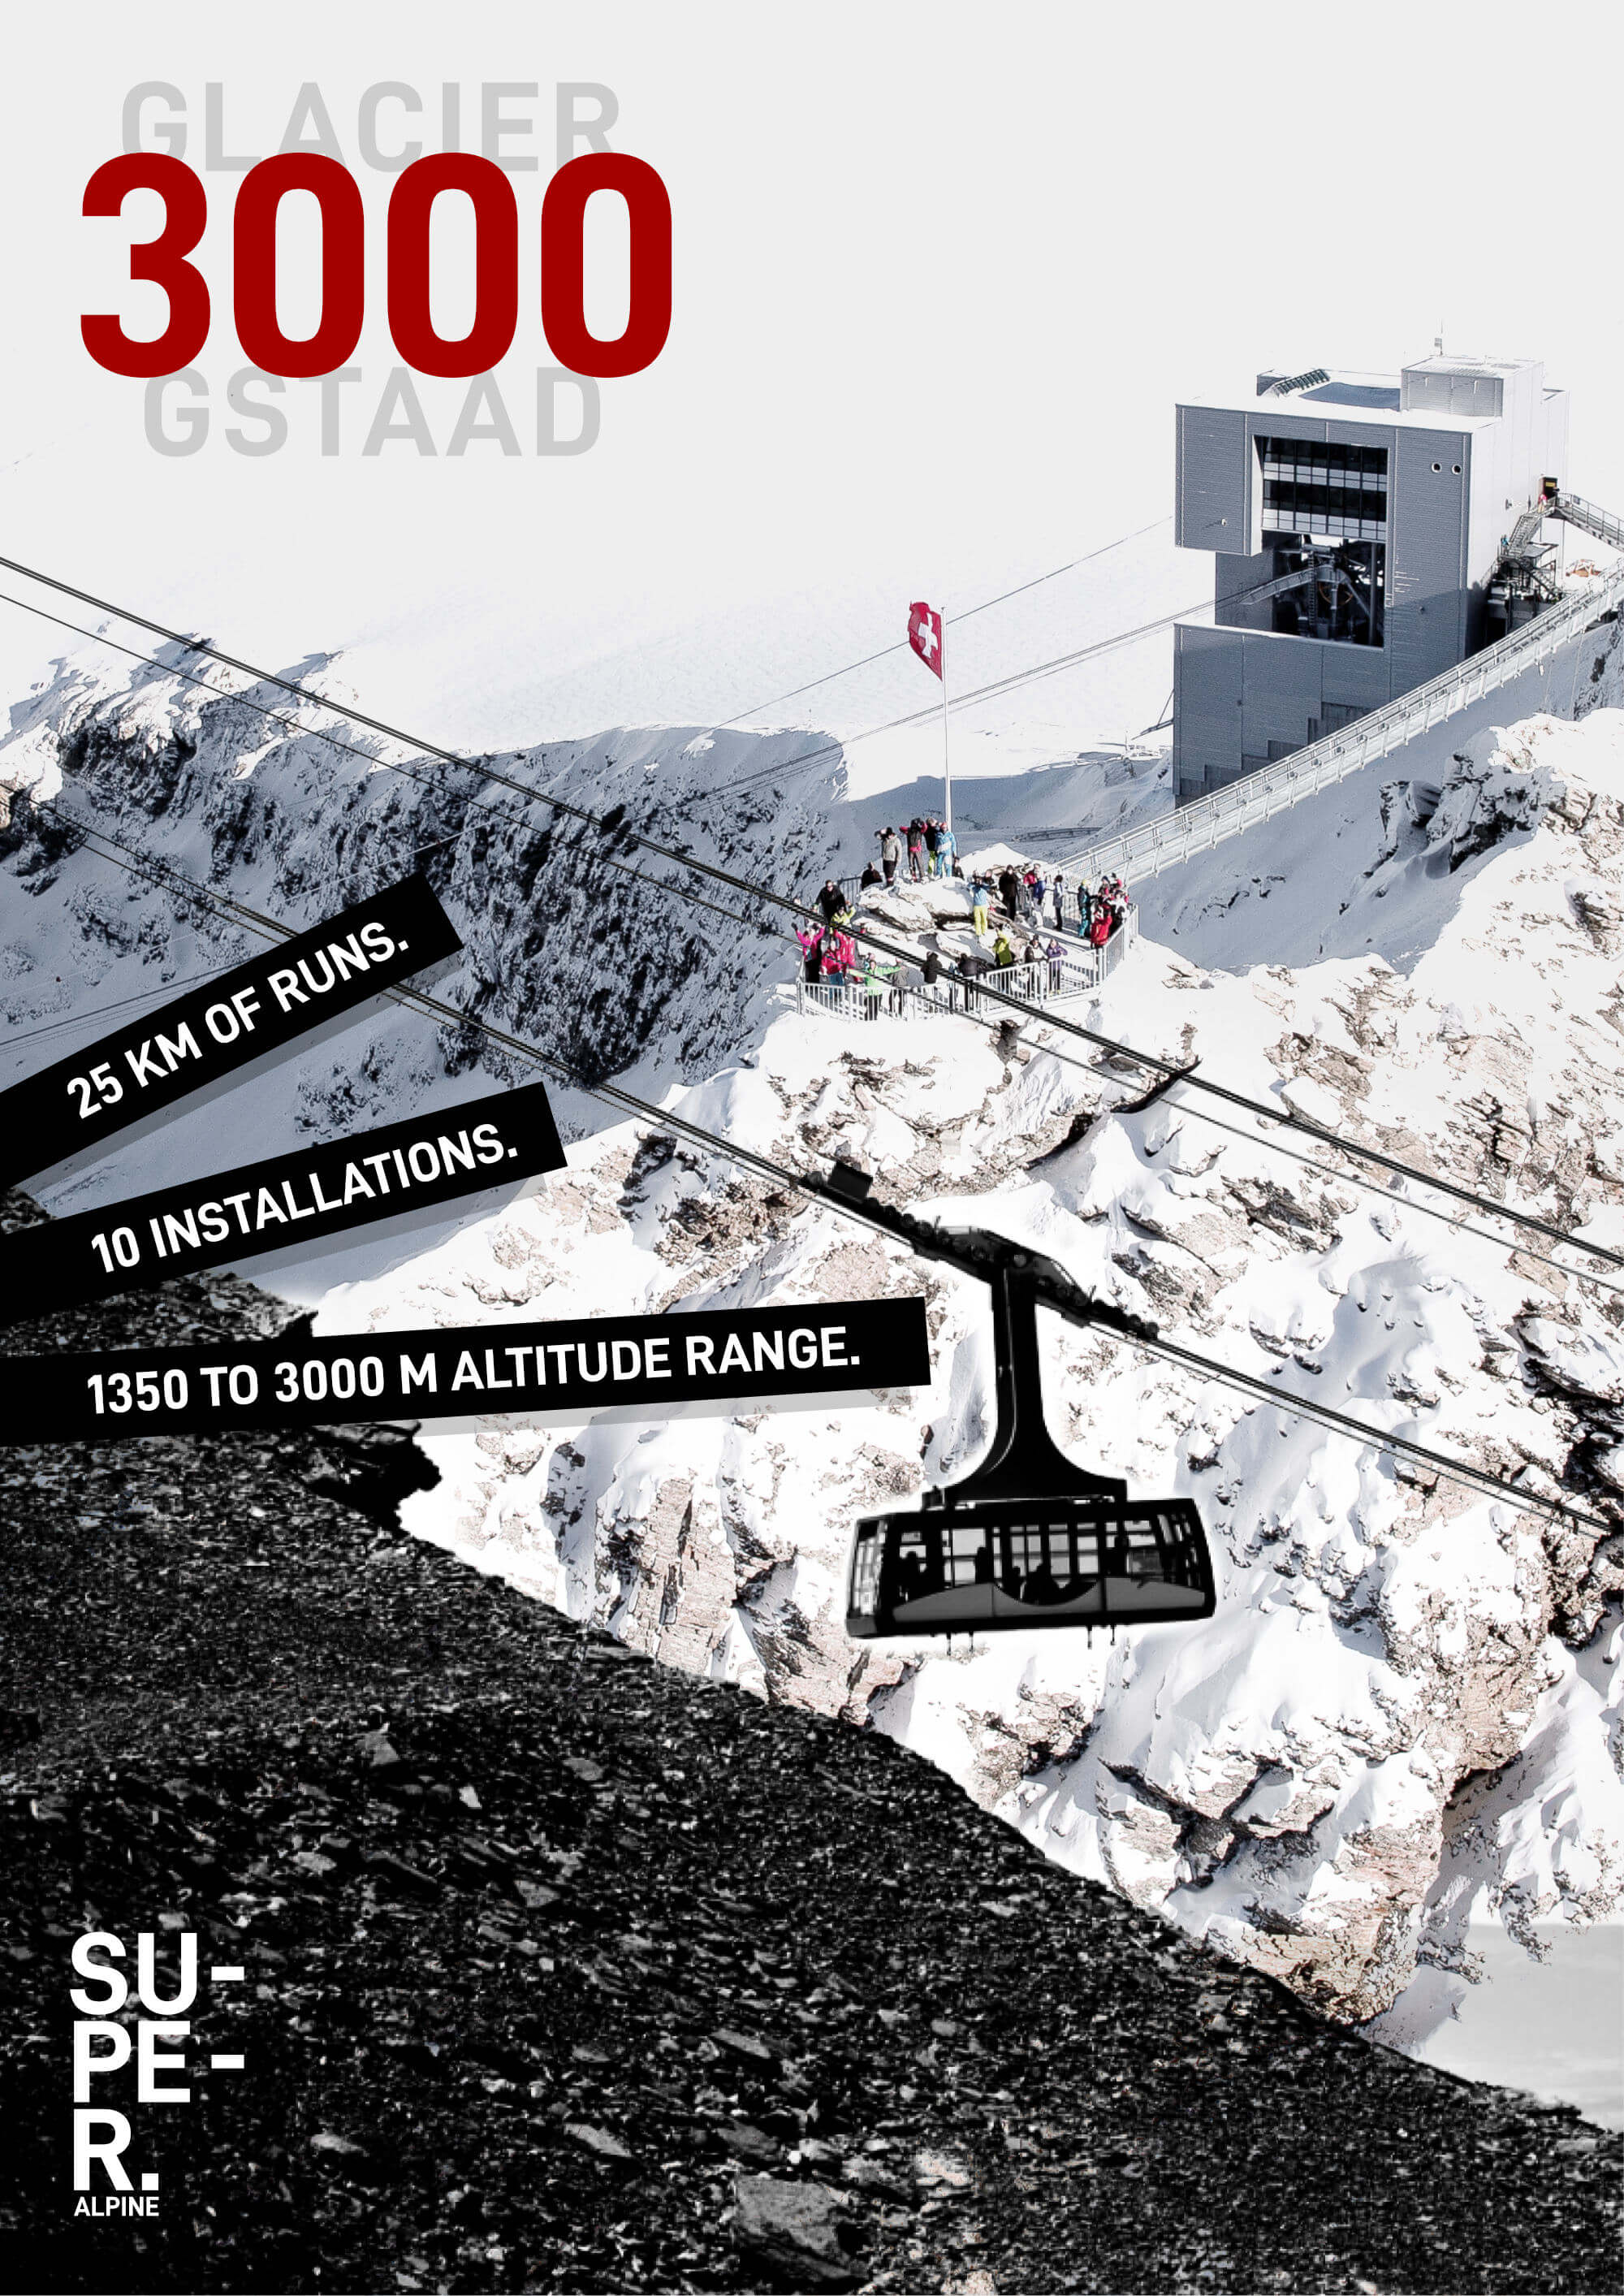 GLACIER
3000
GSTAAD
25 KM OF RUNS.
10 INSTALLATIONS.
1350 TO 3000 M ALTITUDE RANGE.
SU-
PE-
R.
ALPINE